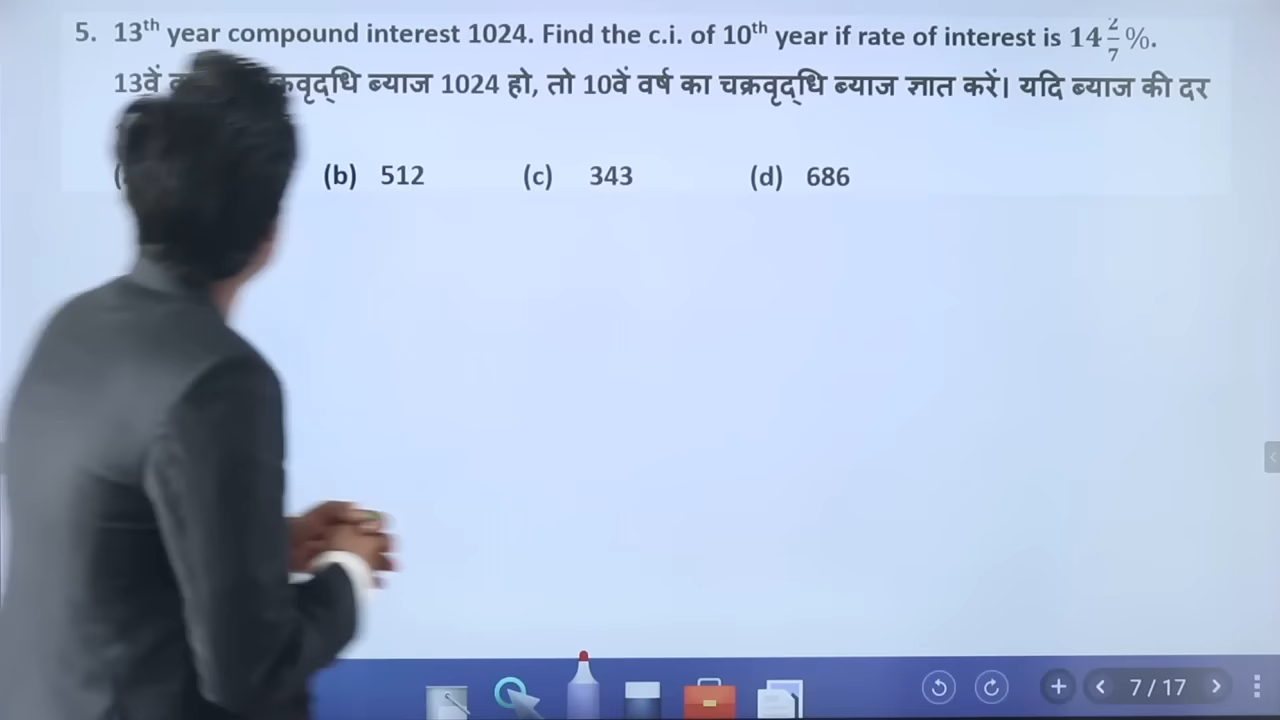 5. 13th year compound interest 1024. Find the c.i. of 10th year if rate of interest is 14 2/7 %.
13वें चक्रवृद्धि ब्याज 1024 हो, तो 10वें वर्ष का चक्रवृद्धि ब्याज ज्ञात करें। यदि ब्याज की दर
(b) 512 (c) 343 (d) 686
7 / 17